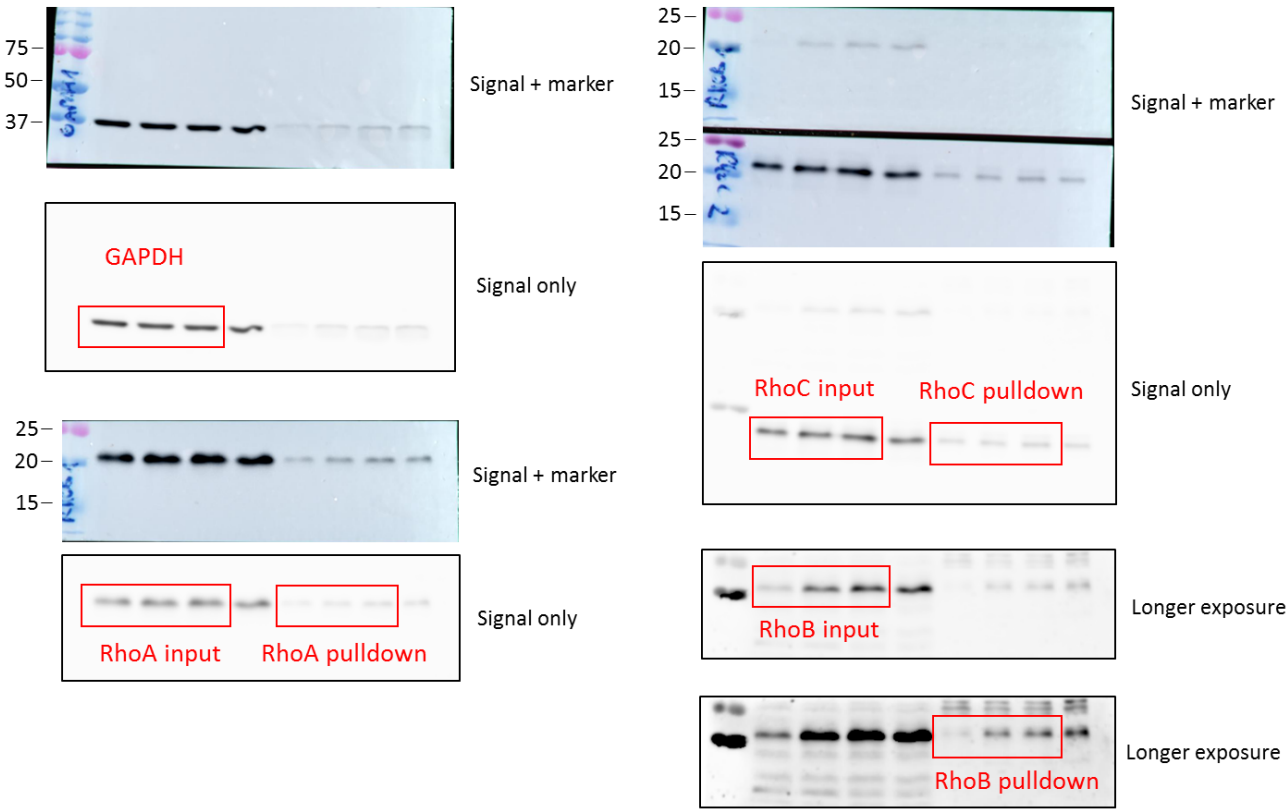 75
50
37
GAPDH 1
Signal + marker
GAPDH
Signal only
25
20
15
Signal + marker
RhoA input
RhoA pulldown
Signal only
25
20
15
25
20
15
Signal + marker
RhoC input
RhoC pulldown
Signal only
RhoB input
Longer exposure
RhoB pulldown
Longer exposure